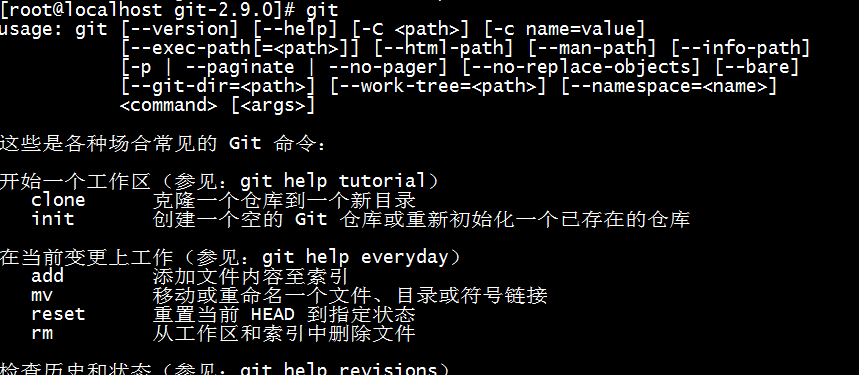 [root@localhost git-2.9.0]# git
usage: git [--version] [--help] [-C <path>] [-c name=value]
[--exec-path[=<path>]] [--html-path] [--man-path] [--info-path]
[-p | --paginate | --no-pager] [--no-replace-objects] [--bare]
[--git-dir=<path>] [--work-tree=<path>] [--namespace=<name>]
<command> [<args>]
这些是各种场合常见的 Git 命令：
开始一个工作区（参见：git help tutorial）
clone 克隆一个仓库到一个新目录
init 创建一个空的 Git 仓库或重新初始化一个已存在的仓库
在当前变更上工作（参见：git help everyday）
add 添加文件内容至索引
mv 移动或重命名一个文件、目录或符号链接
reset 重置当前 HEAD 到指定状态
rm 从工作区和索引中删除文件
检查历史和状态（参见：git help revisions）